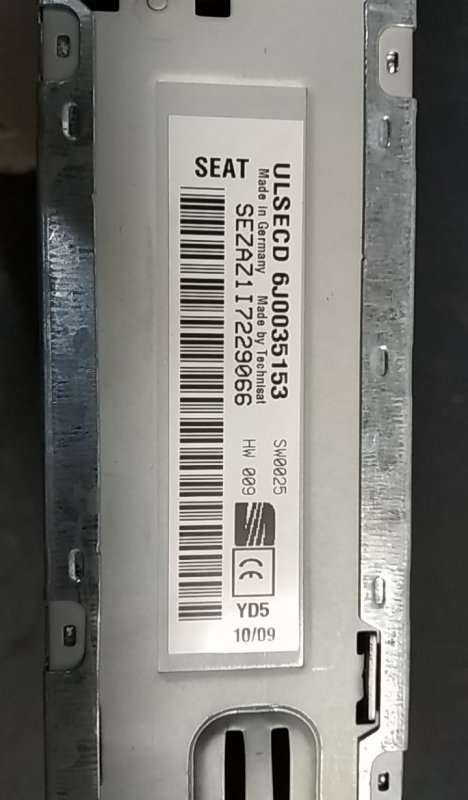 SEAT
ULSECD 6J0035153
Made in Germany Made by Technisat
SEZAZ1I7229066
SW0025
HW 009
CE
YD5
10/09